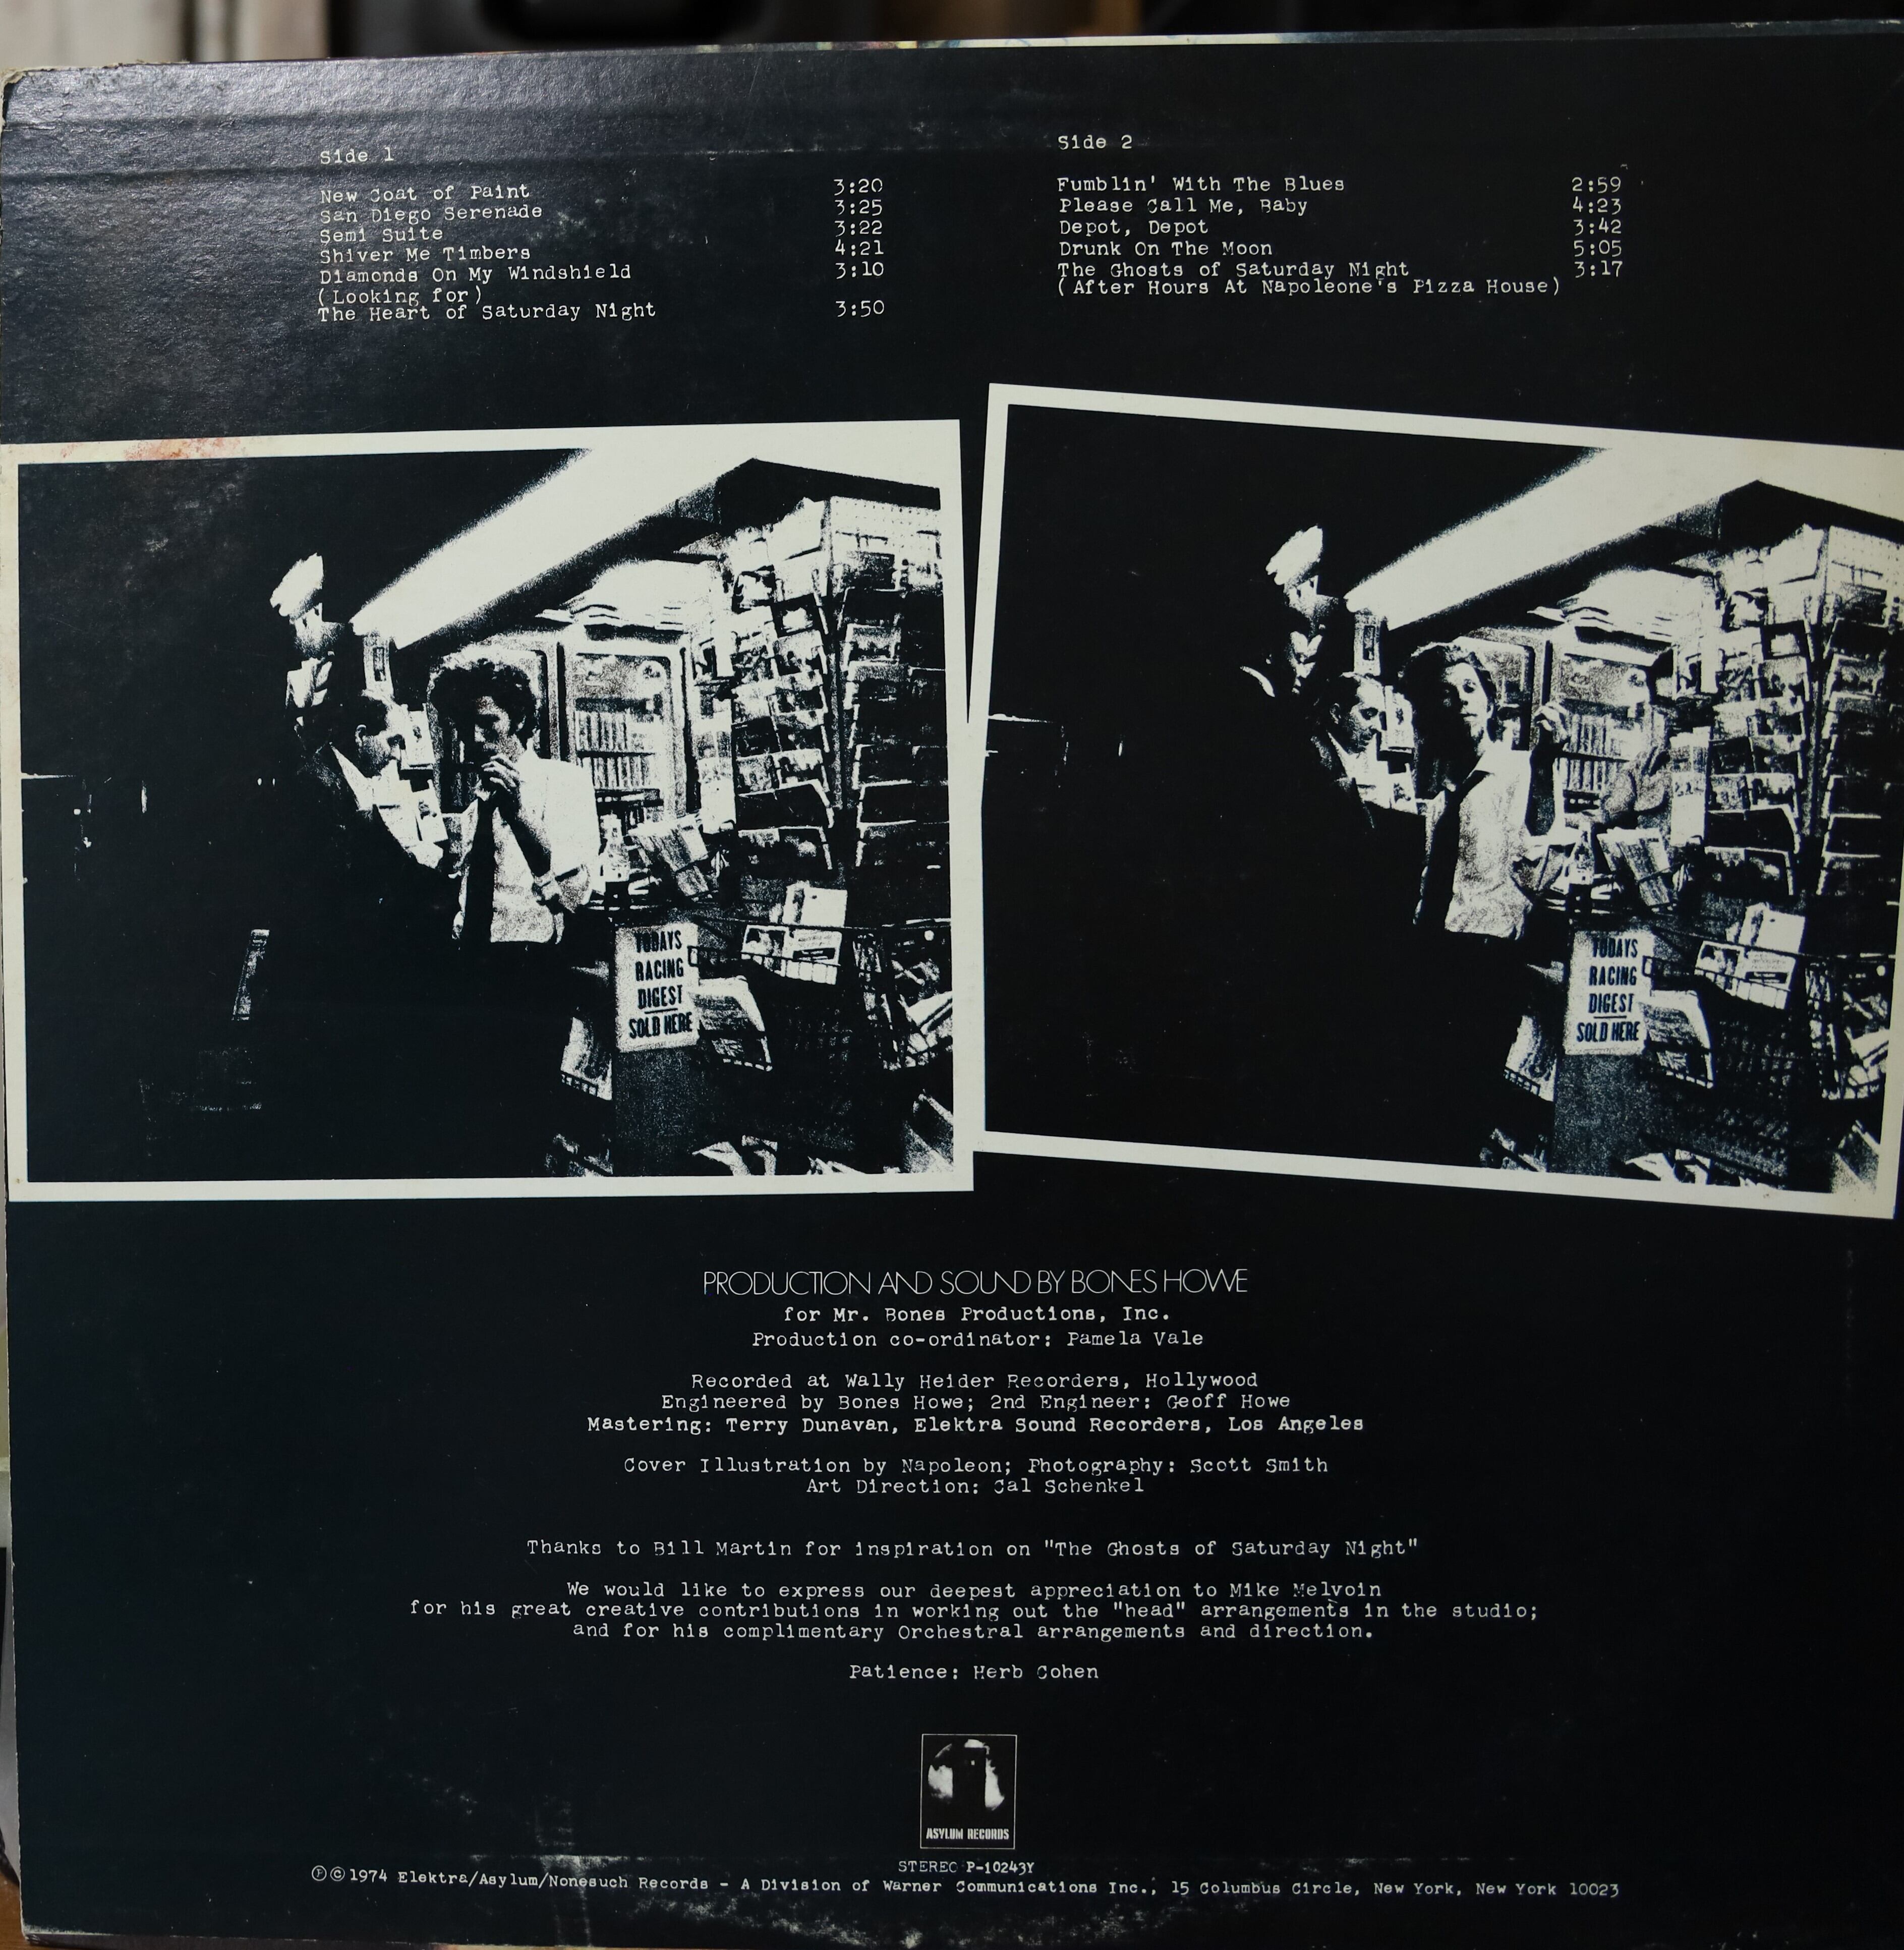 Side 1
New Coat of Paint 3:20
San Diego Serenade 3:25
Semi Suite 3:22
Shiver Me Timbers 4:21
Diamonds On My Windshield 3:10
(Looking for)
The Heart of Saturday Night 3:50
Side 2
Fumblin' With The Blues 2:59
Please Call Me, Baby 4:23
Depot, Depot 3:42
Drunk On The Moon 5:05
The Ghosts of Saturday Night 3:17
(After Hours At Napoleone's Pizza House)
TODAYS
RACING
DIGEST
SOLD HERE
TODAYS
RACING
DIGEST
SOLD HERE
PRODUCTION AND SOUND BY BONES HOWE
for Mr. Bones Productions, Inc.
Production co-ordinator: Pamela Vale
Recorded at Wally Heider Recorders, Hollywood
Engineered by Bones Howe; 2nd Engineer: Geoff Howe
Mastering: Terry Dunavan, Elektra Sound Recorders, Los Angeles
Cover Illustration by Napoleon; Photography: Scott Smith
Art Direction: Cal Schenkel
Thanks to Bill Martin for inspiration on "The Ghosts of Saturday Night"
We would like to express our deepest appreciation to Mike Melvoin
for his great creative contributions in working out the "head" arrangements in the studio;
and for his complimentary Orchestral arrangements and direction.
Patience: Herb Cohen
ASYLUM RECORDS
STEREO P-10243Y
℗©1974 Elektra/Asylum/Nonesuch Records - A Division of Warner Communications Inc., 15 Columbus Circle, New York, New York 10023